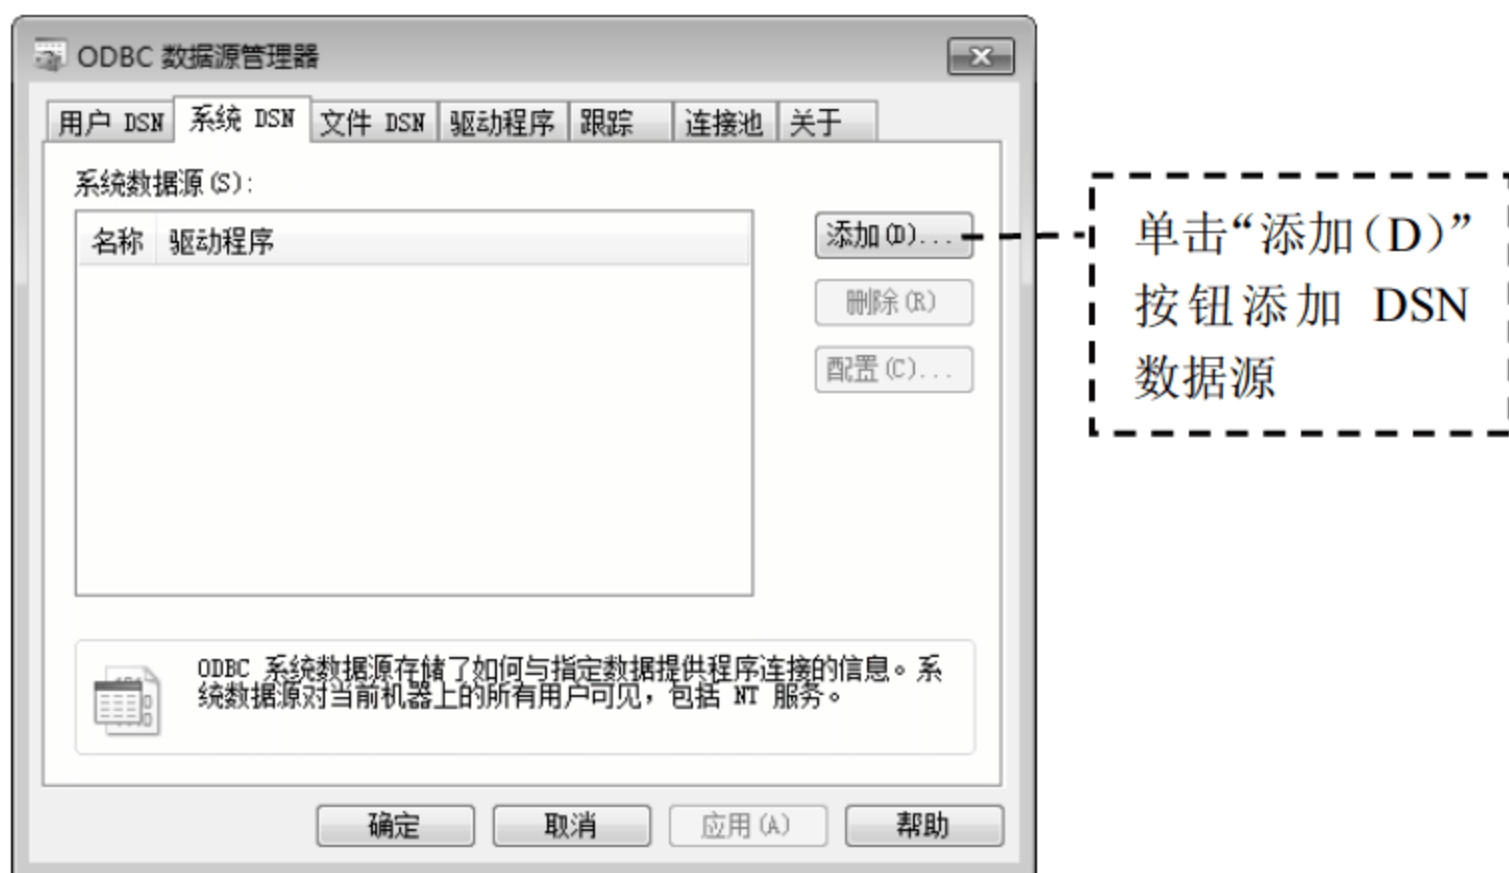 ODBC 数据源管理器
用户 DSN 系统 DSN 文件 DSN 驱动程序 跟踪 连接池 关于
系统数据源(S):
名称 驱动程序
添加(D)...
删除(R)
配置(C)...
单击“添加(D)”
按钮添加 DSN
数据源
ODBC 系统数据源存储了如何与指定数据提供程序连接的信息。系
统数据源对当前机器上的所有用户可见，包括 NT 服务。
确定 取消 应用(A) 帮助